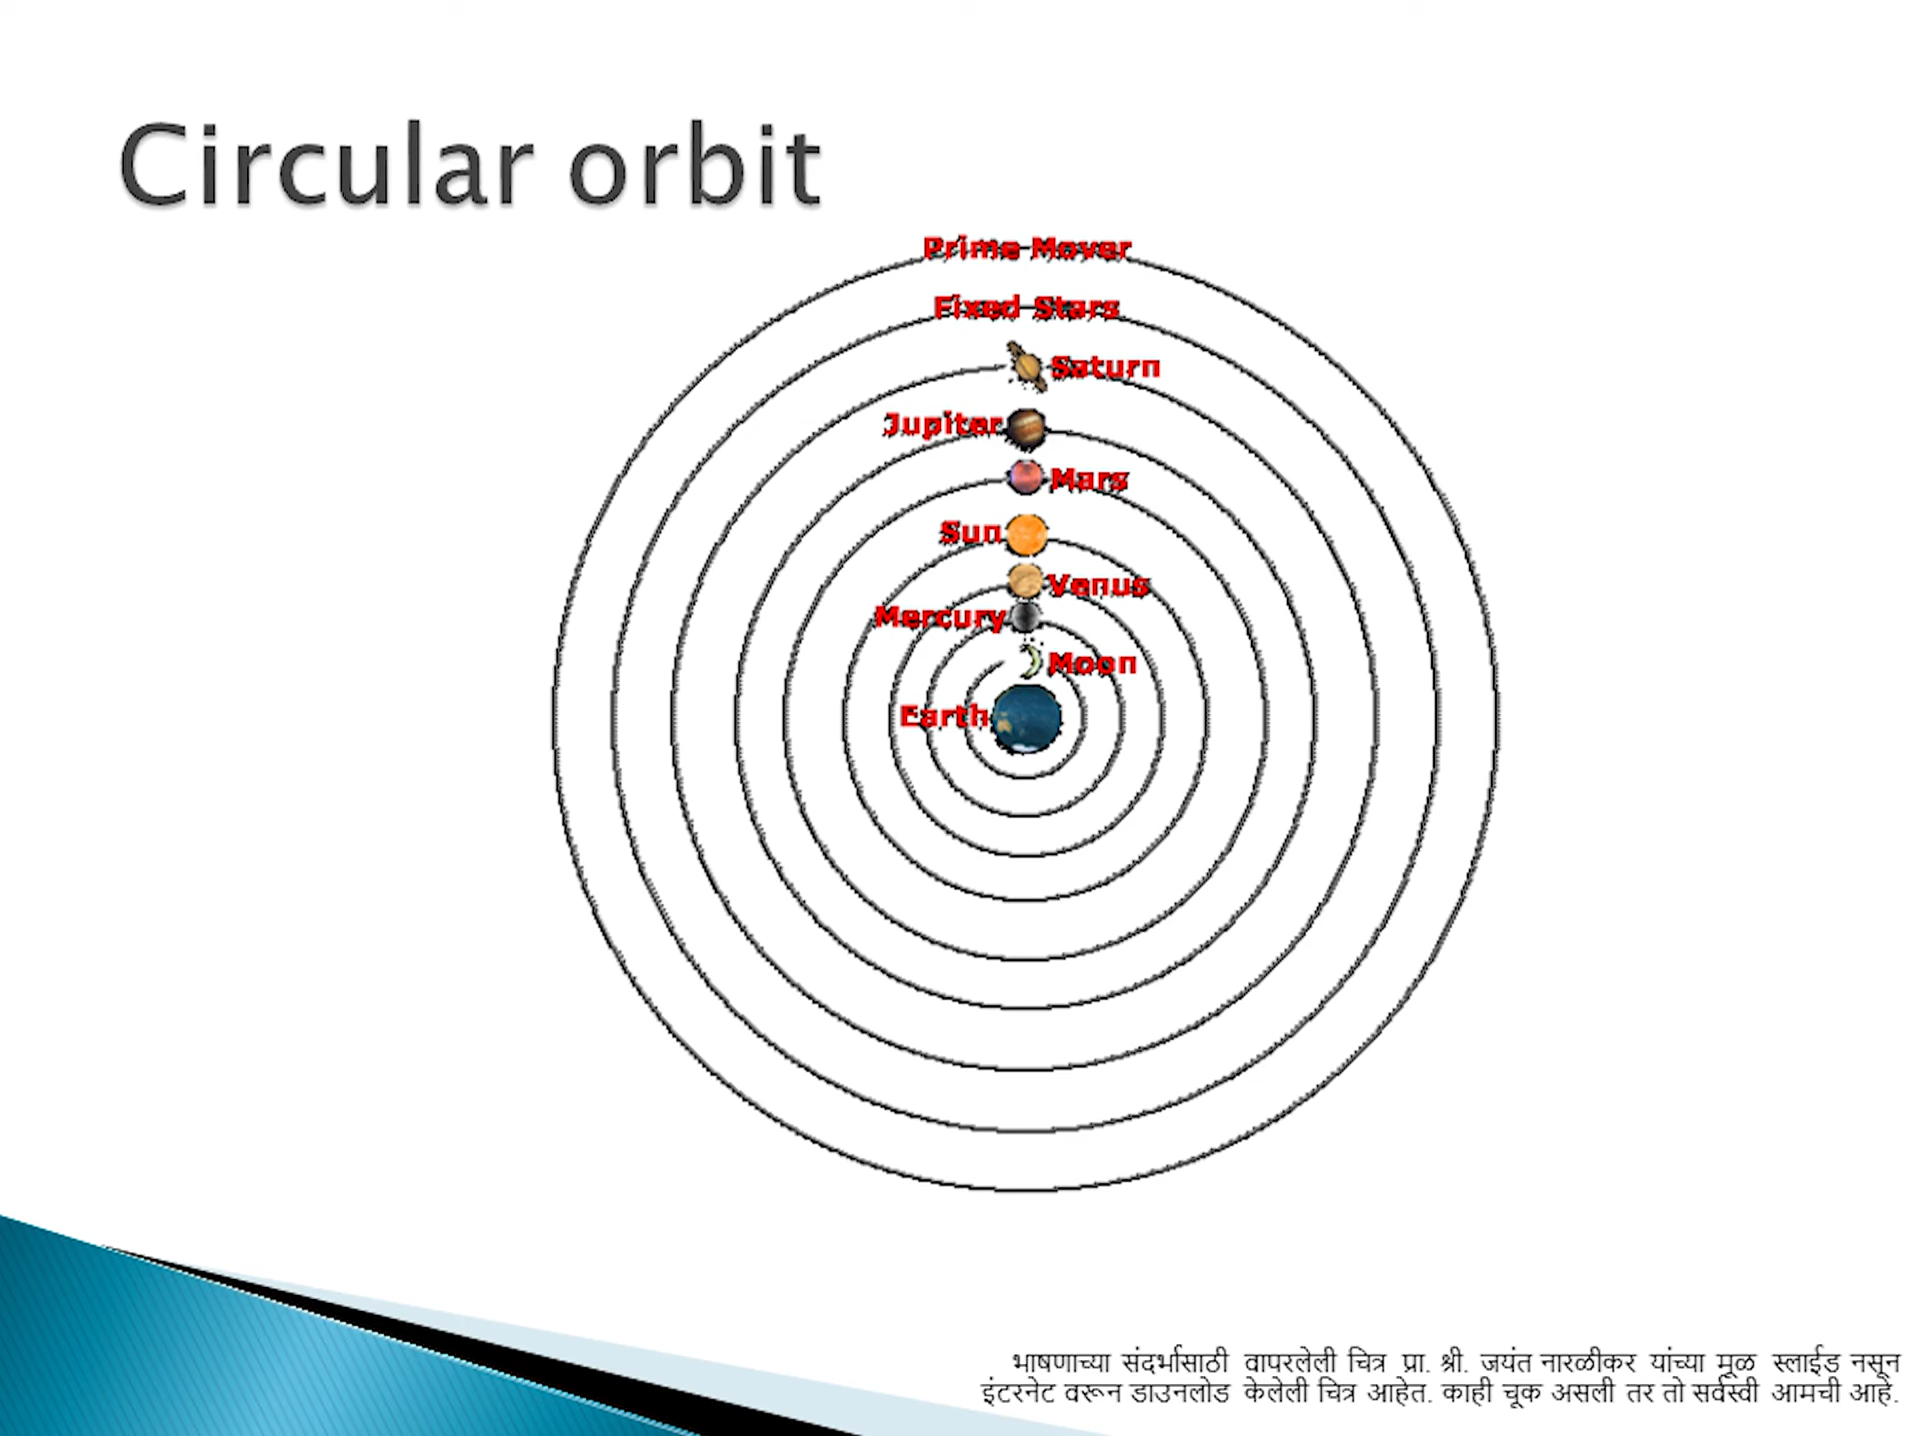 Circular orbit
Prime Mover
Fixed Stars
Saturn
Jupiter
Mars
Sun
Venus
Mercury
Moon
Earth
भाषणाच्या संदर्भासाठी वापरलेली चित्र प्रा. श्री. जयंत नारळीकर यांच्या मूळ स्लाईड नसून
इंटरनेट वरून डाउनलोड केलेली चित्र आहेत. काही चूक असली तर तो सर्वस्वी आमची आहे.